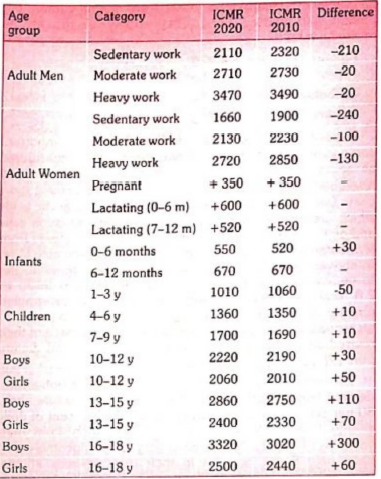 Age group Category ICMR 2020 ICMR 2010 Difference
Adult Men Sedentary work 2110 2320 –210
Moderate work 2710 2730 –20
Heavy work 3470 3490 –20
Adult Women Sedentary work 1660 1900 –240
Moderate work 2130 2230 –100
Heavy work 2720 2850 –130
Pregnant + 350 + 350 –
Lactating (0–6 m) +600 +600 –
Lactating (7–12 m) +520 +520 –
Infants 0–6 months 550 520 +30
6–12 months 670 670 –
Children 1–3 y 1010 1060 -50
4–6 y 1360 1350 +10
7–9 y 1700 1690 +10
Boys 10–12 y 2220 2190 +30
Girls 10–12 y 2060 2010 +50
Boys 13–15 y 2860 2750 +110
Girls 13–15 y 2400 2330 +70
Boys 16–18 y 3320 3020 +300
Girls 16–18 y 2500 2440 +60